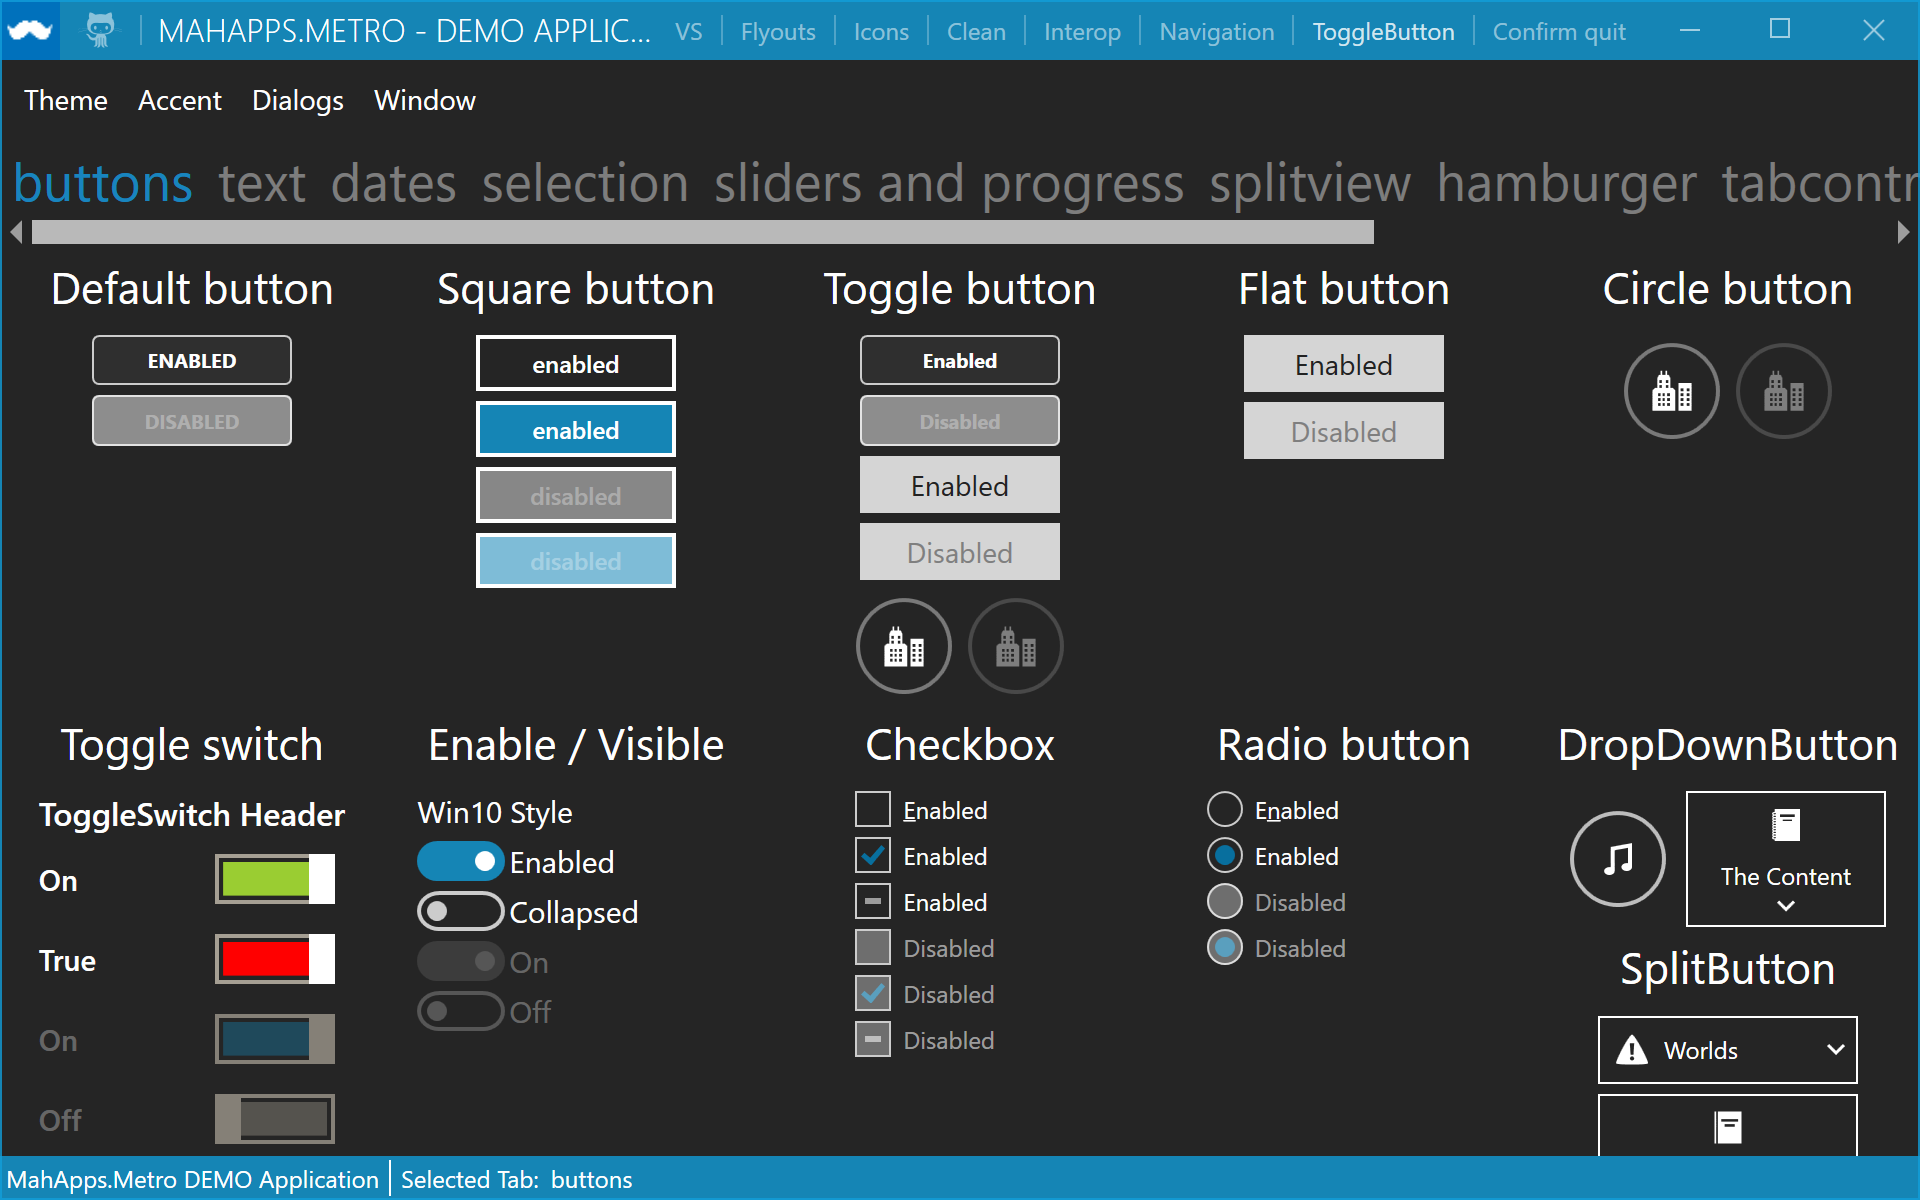 MAHAPPS.METRO - DEMO APPLIC... VS Flyouts Icons Clean Interop Navigation ToggleButton Confirm quit
Theme Accent Dialogs Window
buttons text dates selection sliders and progress splitview hamburger tabcontr
Default button
ENABLED
DISABLED
Square button
enabled
enabled
disabled
disabled
Toggle button
Enabled
Disabled
Enabled
Disabled
Flat button
Enabled
Disabled
Circle button
Toggle switch
ToggleSwitch Header
On
True
On
Off
Enable / Visible
Win10 Style
Enabled
Collapsed
On
Off
Checkbox
Enabled
Enabled
Enabled
Disabled
Disabled
Disabled
Radio button
Enabled
Enabled
Disabled
Disabled
DropDownButton
The Content
SplitButton
Worlds
MahApps.Metro DEMO Application Selected Tab: buttons